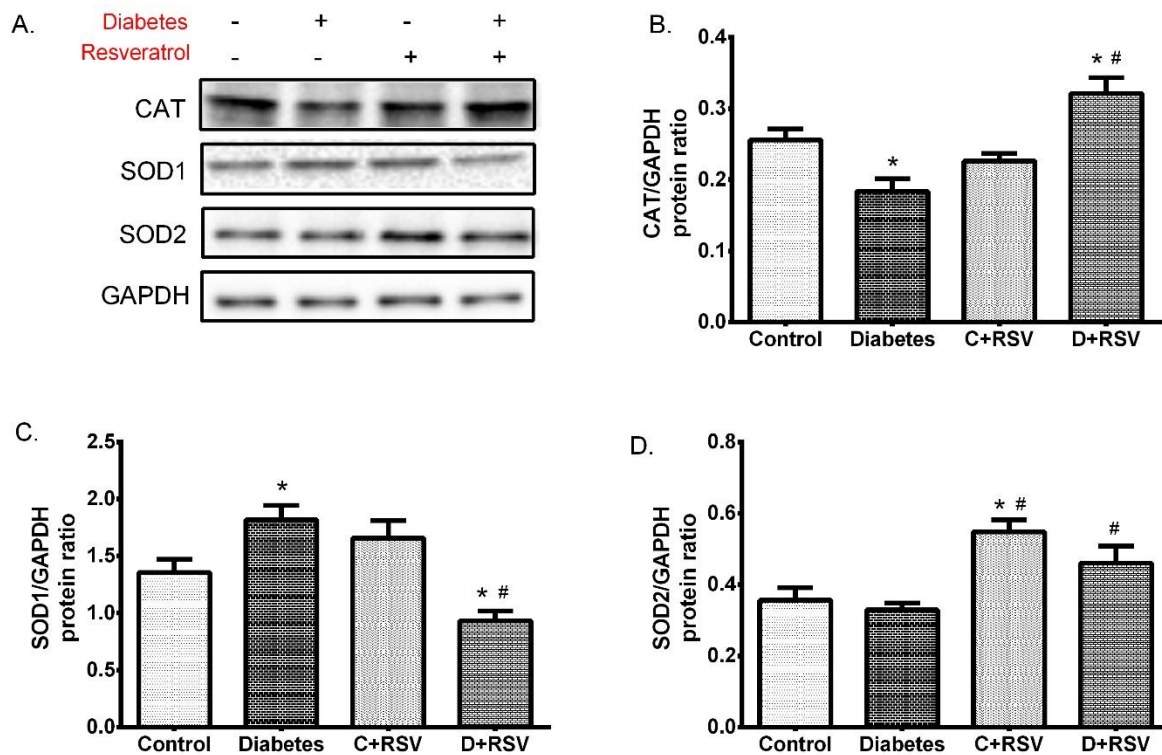 A.
Diabetes - + - +
Resveratrol - - + +
CAT
SOD1
SOD2
GAPDH
B.
CAT/GAPDH
protein ratio
0.4
0.3
0.2
0.1
0.0
*
* #
Control Diabetes C+RSV D+RSV
C.
SOD1/GAPDH
protein ratio
2.5
2.0
1.5
1.0
0.5
0.0
*
* #
Control Diabetes C+RSV D+RSV
D.
SOD2/GAPDH
protein ratio
0.8
0.6
0.4
0.2
0.0
* #
#
Control Diabetes C+RSV D+RSV